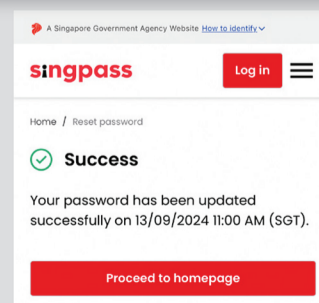 A Singapore Government Agency Website How to identify
singpass
Log in
Home / Reset password
Success
Your password has been updated
successfully on 13/09/2024 11:00 AM (SGT).
Proceed to homepage